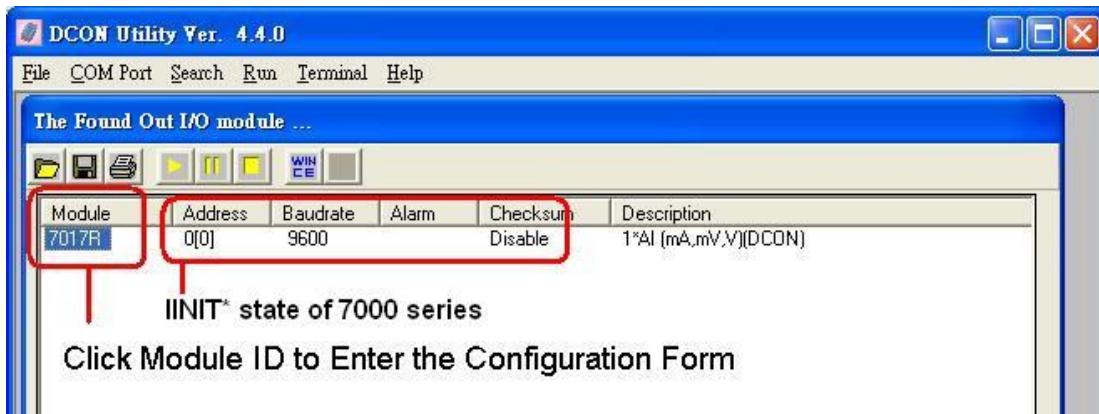 DCON Utility Ver. 4.4.0
File COM Port Search Run Terminal Help
The Found Out I/O module ...
WIN CE
Module Address Baudrate Alarm Checksum Description
7017R 0[0] 9600 Disable 1*AI (mA,mV,V)(DCON)
IINIT* state of 7000 series
Click Module ID to Enter the Configuration Form